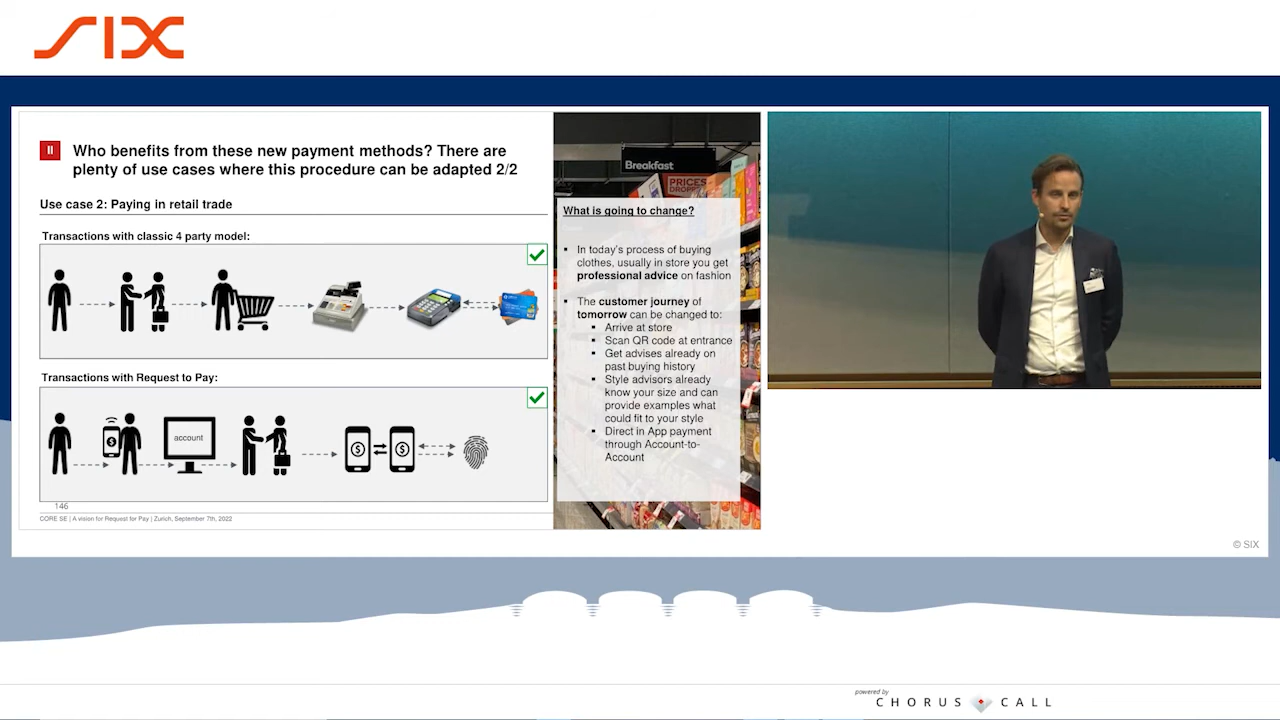 SIX
II
Who benefits from these new payment methods? There are
plenty of use cases where this procedure can be adapted 2/2
Use case 2: Paying in retail trade
Transactions with classic 4 party model:
Transactions with Request to Pay:
account
146
CORE SE | A vision for Request for Pay | Zurich, September 7th, 2022
Breakfast
PRICES
What is going to change?
▪ In today's process of buying
clothes, usually in store you get
professional advice on fashion
▪ The customer journey of
tomorrow can be changed to:
▪ Arrive at store
▪ Scan QR code at entrance
▪ Get advises already on
past buying history
▪ Style advisors already
know your size and can
provide examples what
could fit to your style
▪ Direct in App payment
through Account-to-
Account
© SIX
powered by
CHORUS CALL